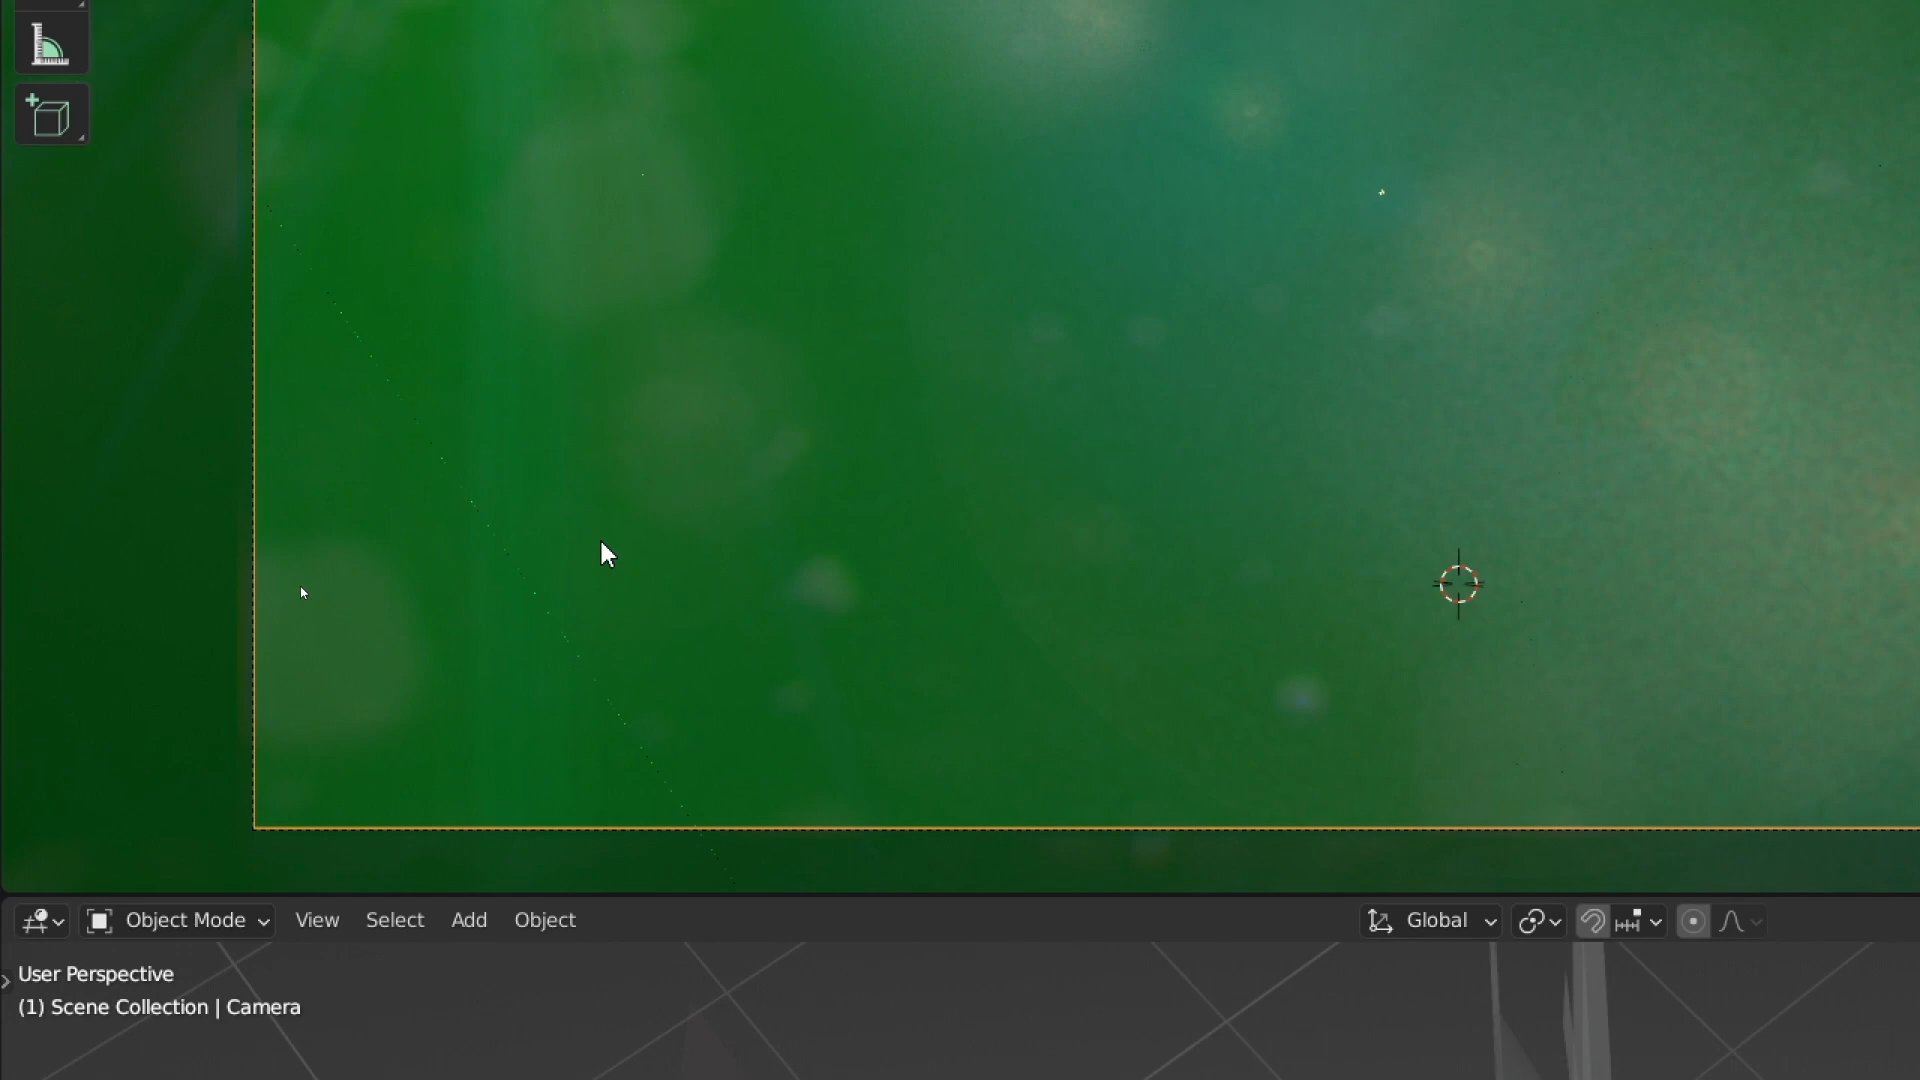 Object Mode View Select Add Object Global
User Perspective
(1) Scene Collection | Camera